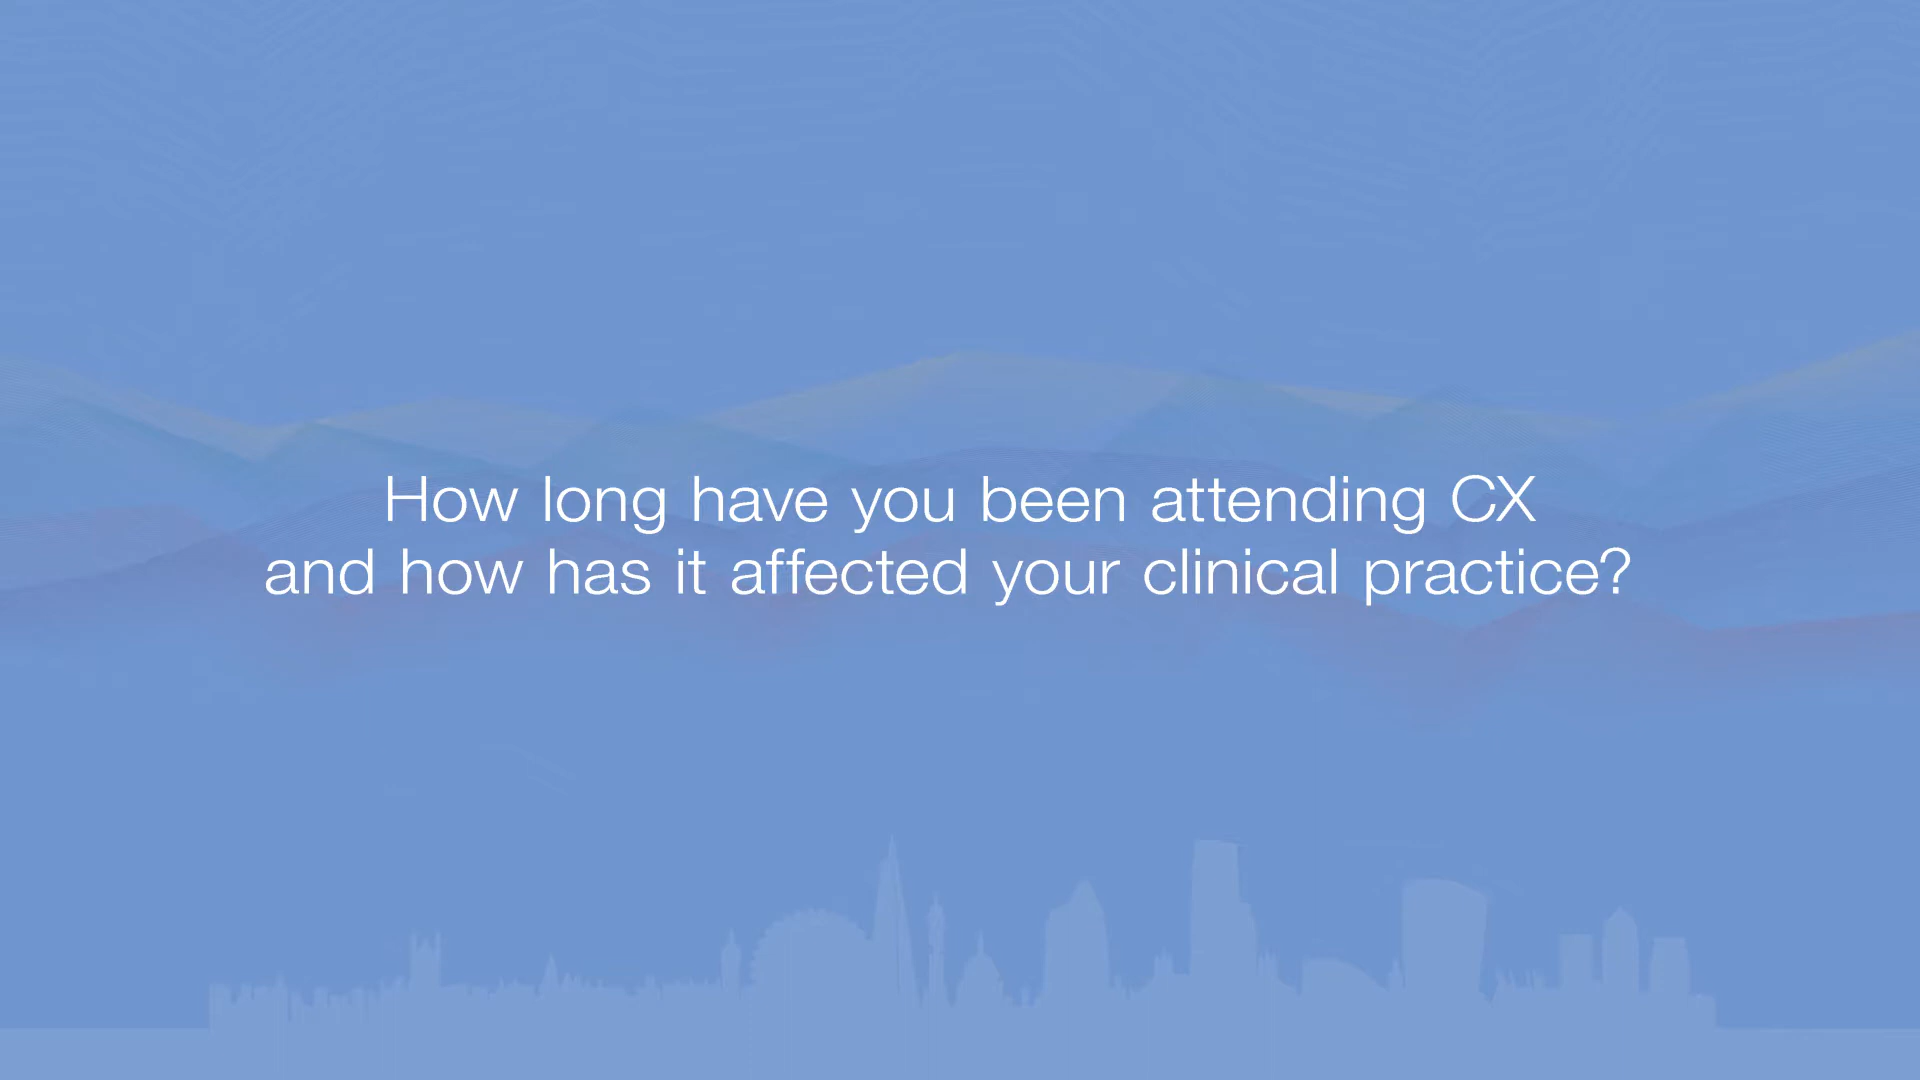 How long have you been attending CX
and how has it affected your clinical practice?